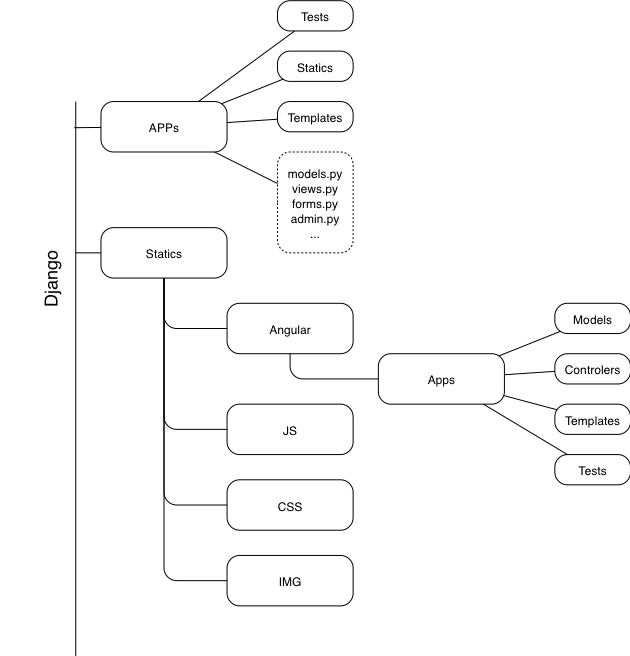 Tests
Statics
Templates
APPs
models.py
views.py
forms.py
admin.py
...
Django
Statics
Angular
Models
Controlers
Apps
Templates
Tests
JS
CSS
IMG